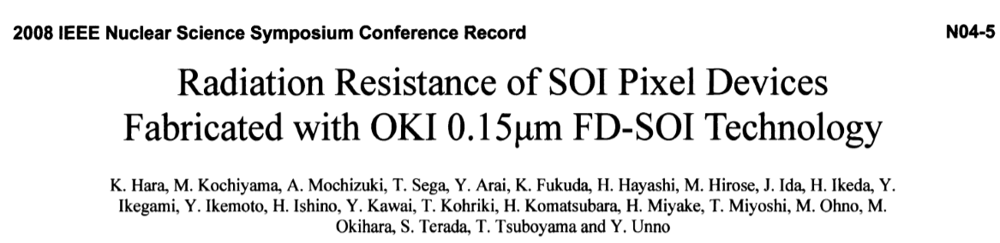 2008 IEEE Nuclear Science Symposium Conference Record N04-5
Radiation Resistance of SOI Pixel Devices
Fabricated with OKI 0.15μm FD-SOI Technology
K. Hara, M. Kochiyama, A. Mochizuki, T. Sega, Y. Arai, K. Fukuda, H. Hayashi, M. Hirose, J. Ida, H. Ikeda, Y.
Ikegami, Y. Ikemoto, H. Ishino, Y. Kawai, T. Kohriki, H. Komatsubara, H. Miyake, T. Miyoshi, M. Ohno, M.
Okihara, S. Terada, T. Tsuboyama and Y. Unno